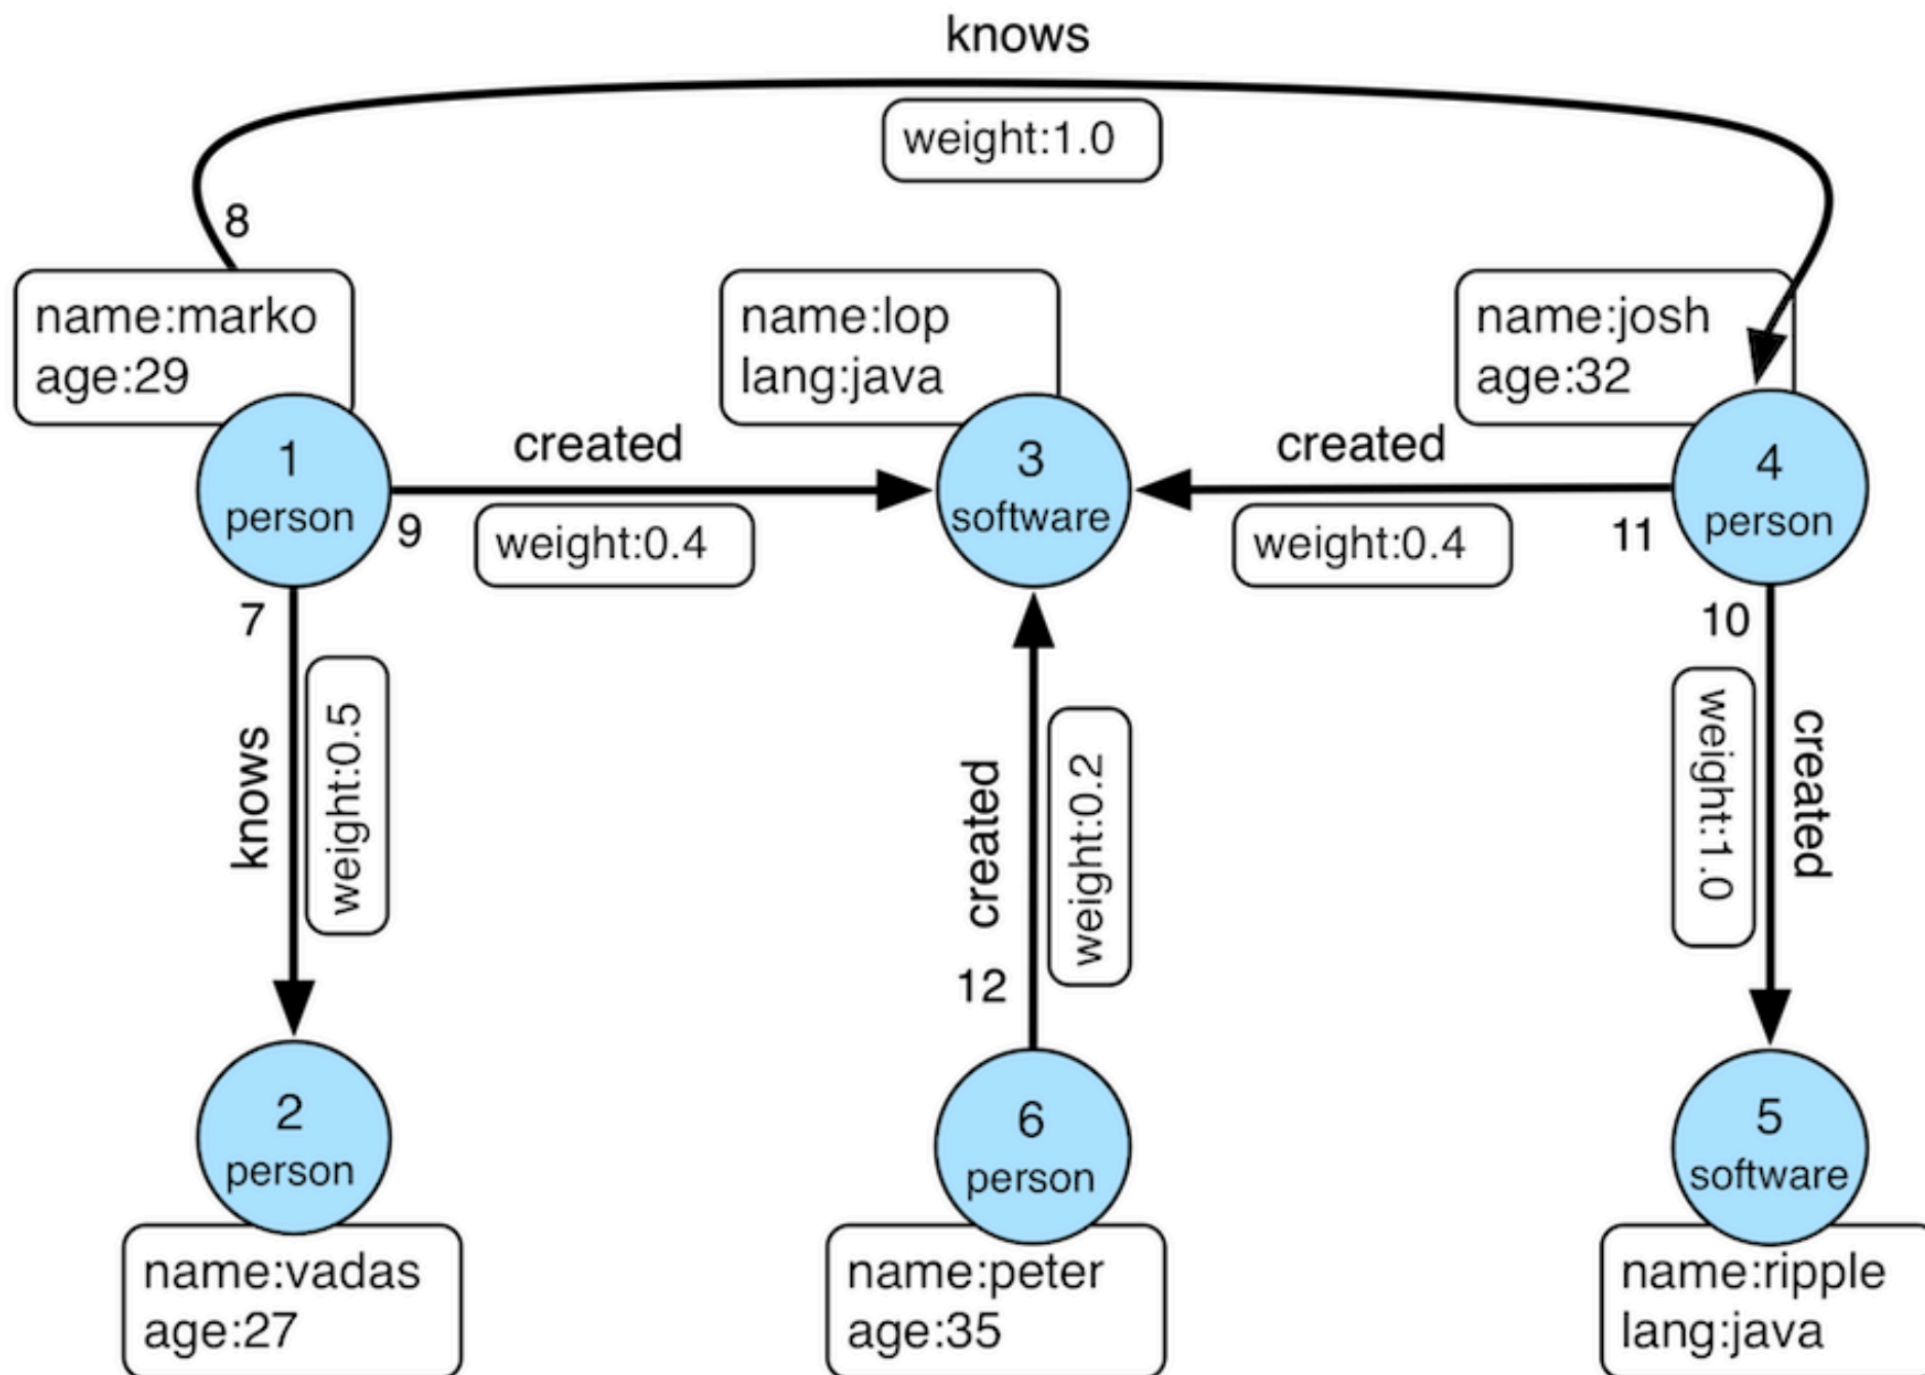 knows
weight:1.0
8
name:marko
age:29
name:lop
lang:java
name:josh
age:32
1
person
created
9
weight:0.4
3
software
created
11
weight:0.4
4
person
7
knows
weight:0.5
12
created
weight:0.2
10
weight:1.0
created
2
person
name:vadas
age:27
6
person
name:peter
age:35
5
software
name:ripple
lang:java